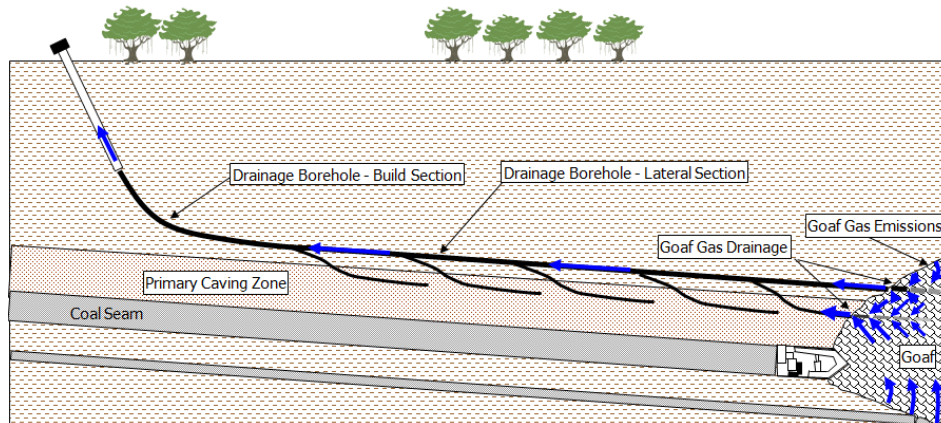 Drainage Borehole - Build Section
Drainage Borehole - Lateral Section
Goaf Gas Emissions
Goaf Gas Drainage
Primary Caving Zone
Coal Seam
Goaf